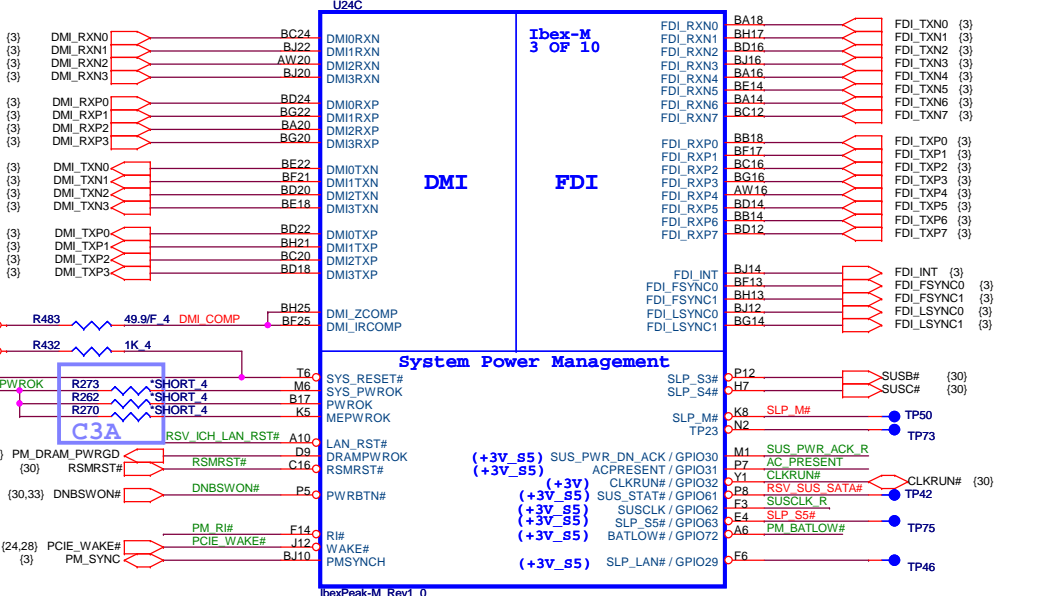 U24C
Ibex-M
3 OF 10
DMI
FDI
{3} DMI_RXN0 BC24 DMI0RXN
{3} DMI_RXN1 BJ22 DMI1RXN
{3} DMI_RXN2 AW20 DMI2RXN
{3} DMI_RXN3 BJ20 DMI3RXN
{3} DMI_RXP0 BD24 DMI0RXP
{3} DMI_RXP1 BG22 DMI1RXP
{3} DMI_RXP2 BA20 DMI2RXP
{3} DMI_RXP3 BG20 DMI3RXP
{3} DMI_TXN0 BE22 DMI0TXN
{3} DMI_TXN1 BF21 DMI1TXN
{3} DMI_TXN2 BD20 DMI2TXN
{3} DMI_TXN3 BE18 DMI3TXN
{3} DMI_TXP0 BD22 DMI0TXP
{3} DMI_TXP1 BH21 DMI1TXP
{3} DMI_TXP2 BC20 DMI2TXP
{3} DMI_TXP3 BD18 DMI3TXP
BH25 DMI_ZCOMP
R483 49.9/F_4 DMI_COMP BF25 DMI_IRCOMP
R432 1K_4
FDI_RXN0 BA18 FDI_TXN0 {3}
FDI_RXN1 BH17 FDI_TXN1 {3}
FDI_RXN2 BD16 FDI_TXN2 {3}
FDI_RXN3 BJ16 FDI_TXN3 {3}
FDI_RXN4 BA16 FDI_TXN4 {3}
FDI_RXN5 BE14 FDI_TXN5 {3}
FDI_RXN6 BA14 FDI_TXN6 {3}
FDI_RXN7 BC12 FDI_TXN7 {3}
FDI_RXP0 BB18 FDI_TXP0 {3}
FDI_RXP1 BF17 FDI_TXP1 {3}
FDI_RXP2 BC16 FDI_TXP2 {3}
FDI_RXP3 BG16 FDI_TXP3 {3}
FDI_RXP4 AW16 FDI_TXP4 {3}
FDI_RXP5 BD14 FDI_TXP5 {3}
FDI_RXP6 BB14 FDI_TXP6 {3}
FDI_RXP7 BD12 FDI_TXP7 {3}
FDI_INT BJ14 FDI_INT {3}
FDI_FSYNC0 BF13 FDI_FSYNC0 {3}
FDI_FSYNC1 BH13 FDI_FSYNC1 {3}
FDI_LSYNC0 BJ12 FDI_LSYNC0 {3}
FDI_LSYNC1 BG14 FDI_LSYNC1 {3}
System Power Management
T6 SYS_RESET#
PWROK R273 *SHORT_4 M6 SYS_PWROK
R262 *SHORT_4 B17 PWROK
R270 *SHORT_4 K5 MEPWROK
C3A
RSV_ICH_LAN_RST# A10 LAN_RST#
} PM_DRAM_PWRGD D9 DRAMPWROK
{30} RSMRST# RSMRST# C16 RSMRST#
{30,33} DNBSWON# DNBSWON# P5 PWRBTN#
PM_RI# F14 RI#
{24,28} PCIE_WAKE# PCIE_WAKE# J12 WAKE#
{3} PM_SYNC BJ10 PMSYNCH
SLP_S3# P12 SUSB# {30}
SLP_S4# H7 SUSC# {30}
SLP_M# K8 SLP_M# TP50
TP23 N2 TP73
(+3V_S5) SUS_PWR_DN_ACK / GPIO30 M1 SUS_PWR_ACK_R
(+3V_S5) ACPRESENT / GPIO31 P7 AC_PRESENT
(+3V) CLKRUN# / GPIO32 Y1 CLKRUN# CLKRUN# {30}
(+3V_S5) SUS_STAT# / GPIO61 P8 RSV_SUS_SATA# TP42
(+3V_S5) SUSCLK / GPIO62 F3 SUSCLK_R
(+3V_S5) SLP_S5# / GPIO63 E4 SLP_S5# TP75
(+3V_S5) BATLOW# / GPIO72 A6 PM_BATLOW#
(+3V_S5) SLP_LAN# / GPIO29 F6 TP46
IbexPeak-M_Rev1_0